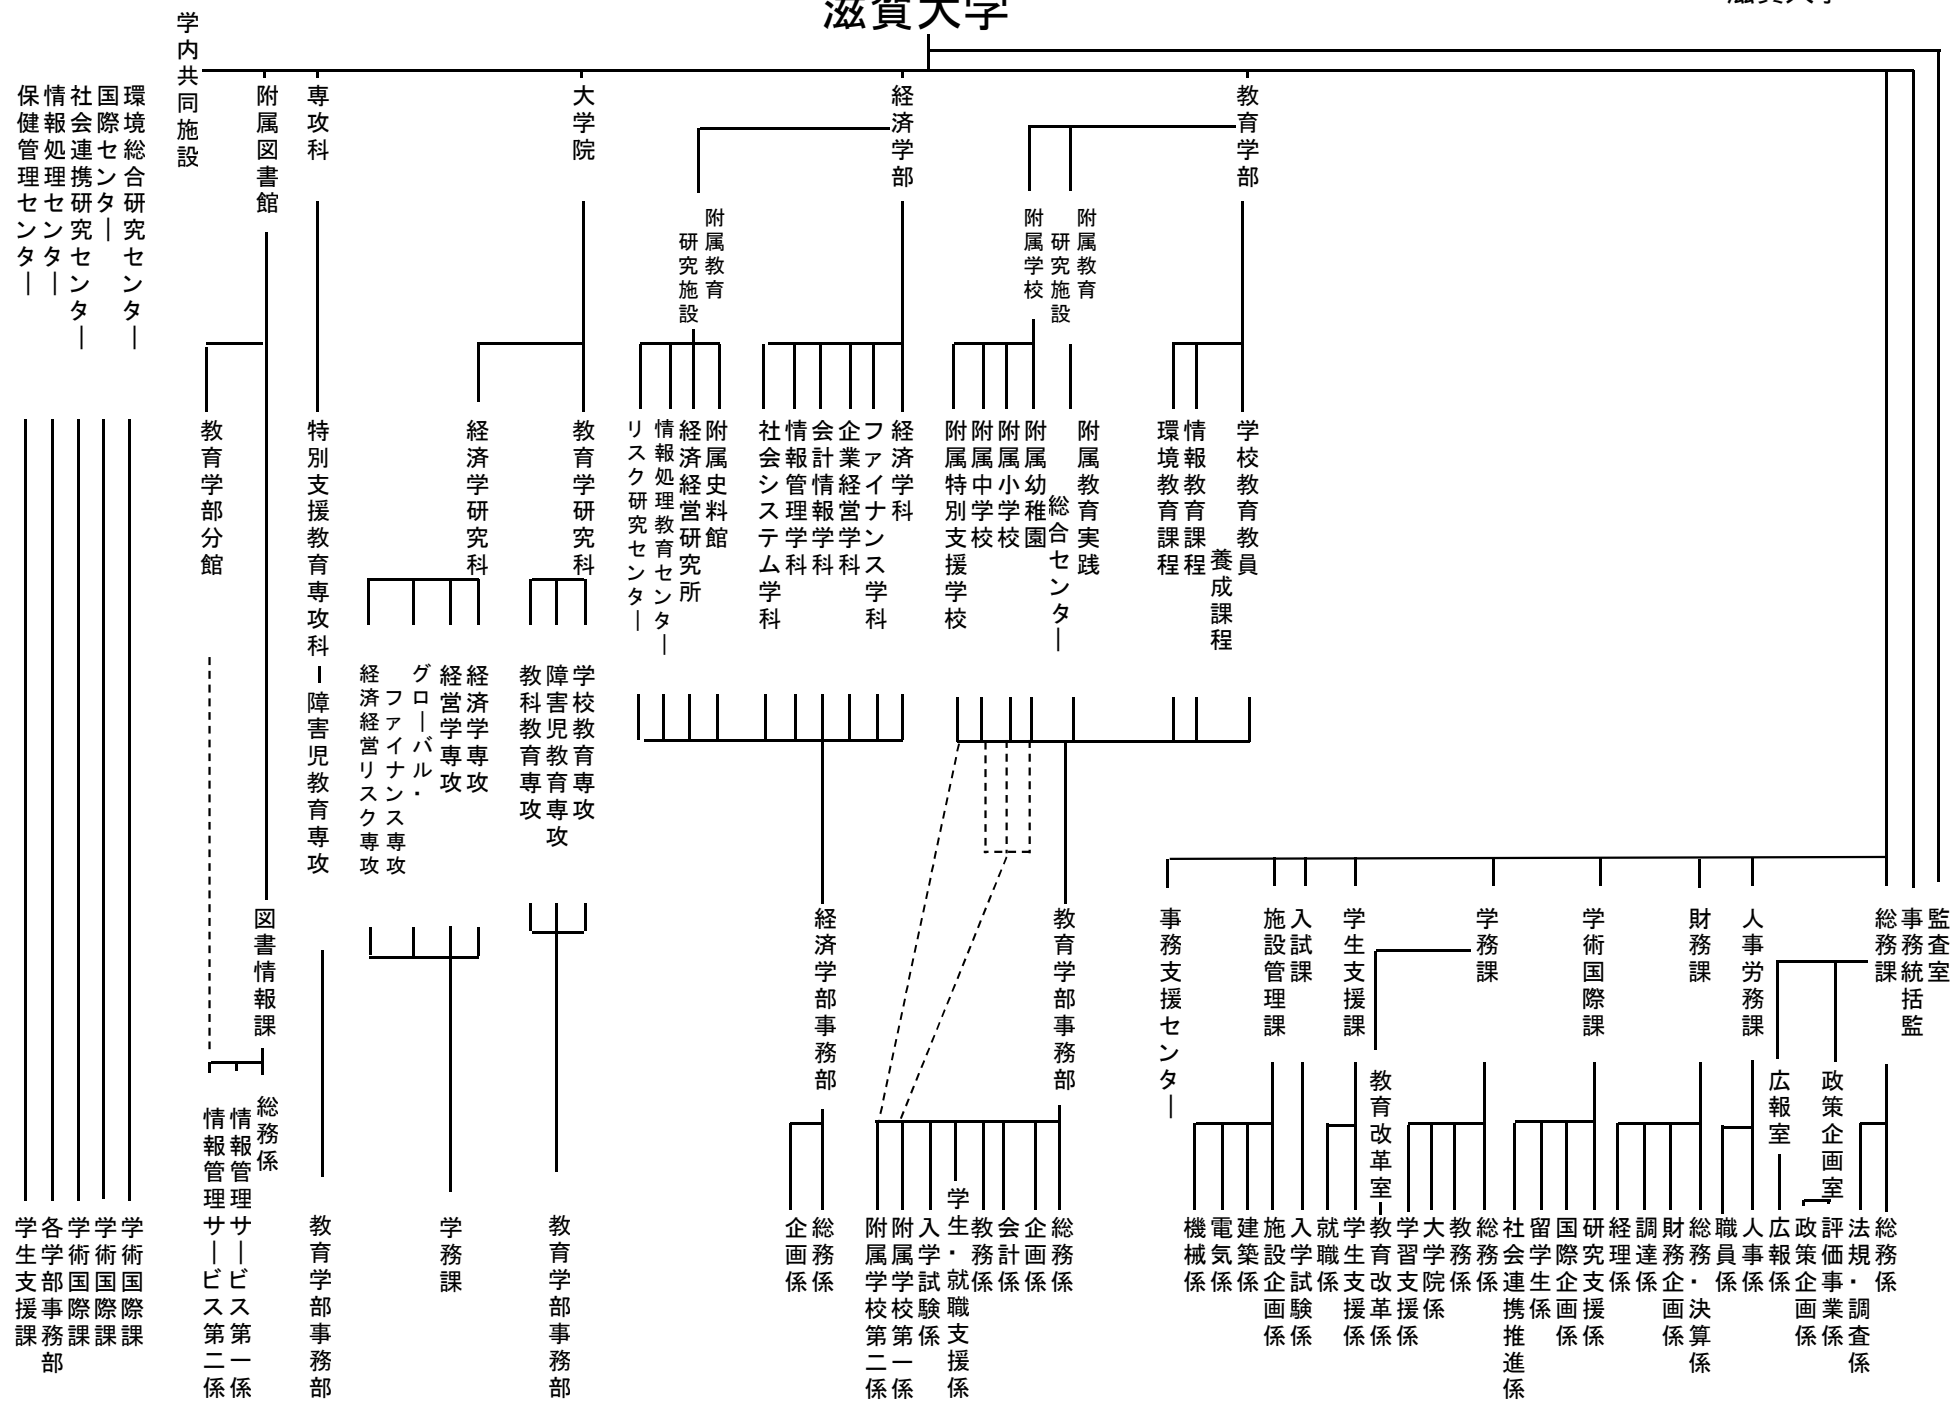 滋賀大学
滋賀大学
監査室
事務統括監
総務課
総務係
法規・調査係
政策企画室
評価事業係
政策企画係
広報室
広報係
人事労務課
人事係
職員係
財務課
総務・決算係
財務企画係
調達係
経理係
学術国際課
研究支援係
国際企画係
留学生係
社会連携推進係
学務課
総務係
教務係
大学院係
学習支援係
教育改革室
教育改革係
学生支援課
学生支援係
就職係
入試課
入学試験係
施設管理課
施設企画係
建築係
電気係
機械係
事務支援センター
教育学部
学校教育教員
養成課程
情報教育課程
環境教育課程
附属教育
研究施設
附属教育実践
総合センター
附属学校
附属幼稚園
附属小学校
附属中学校
附属特別支援学校
教育学部事務部
総務係
企画係
会計係
教務係
学生・就職支援係
入学試験係
附属学校第一係
附属学校第二係
経済学部
経済学科
ファイナンス学科
企業経営学科
会計情報学科
情報管理学科
社会システム学科
附属教育
研究施設
附属史料館
経済経営研究所
情報処理教育センター
リスク研究センター
経済学部事務部
総務係
企画係
大学院
教育学研究科
学校教育専攻
障害児教育専攻
教科教育専攻
教育学部事務部
経済学研究科
経済学専攻
経営学専攻
グローバル・
ファイナンス専攻
経済経営リスク専攻
学務課
専攻科
特別支援教育専攻科
障害児教育専攻
教育学部事務部
附属図書館
教育学部分館
図書情報課
総務係
情報管理サービス第一係
情報管理サービス第二係
学内共同施設
環境総合研究センター
国際センター
社会連携研究センター
情報処理センター
保健管理センター
学術国際課
学術国際課
学術国際課
各学部事務部
学生支援課